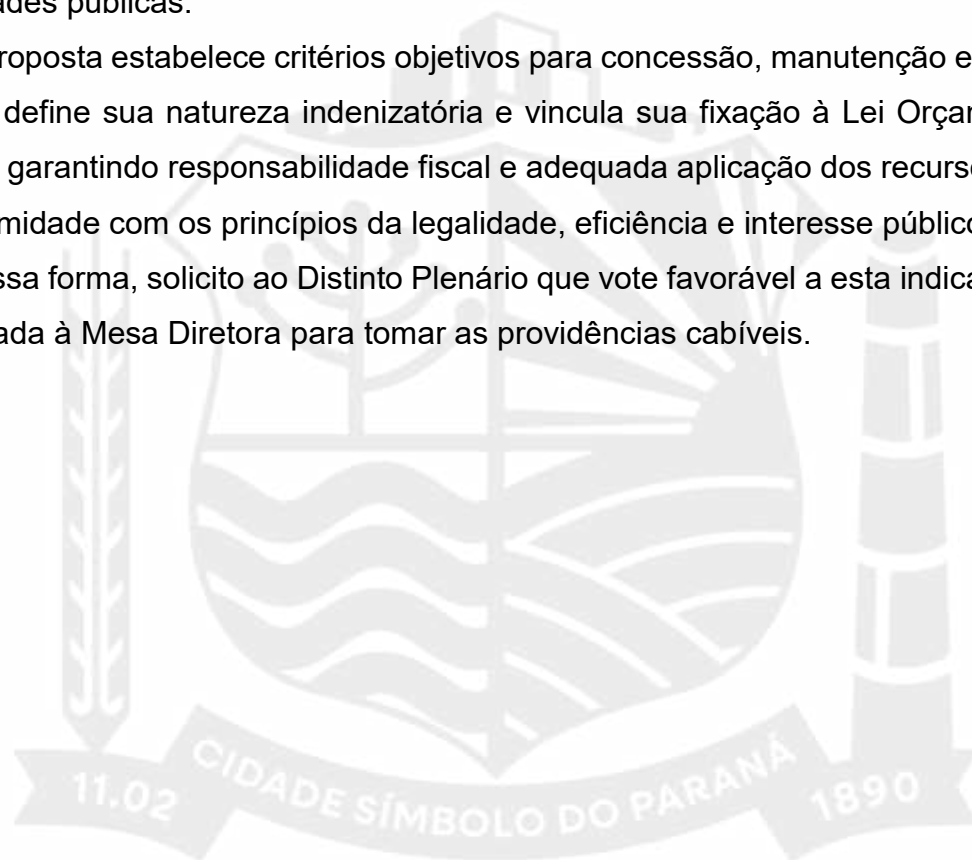 ades públicas.
roposta estabelece critérios objetivos para concessão, manutenção e
define sua natureza indenizatória e vincula sua fixação à Lei Orçar
garantindo responsabilidade fiscal e adequada aplicação dos recurs
midade com os princípios da legalidade, eficiência e interesse público
ssa forma, solicito ao Distinto Plenário que vote favorável a esta indica
ada à Mesa Diretora para tomar as providências cabíveis.
11.02 CIDADE SÍMBOLO DO PARANÁ 1890